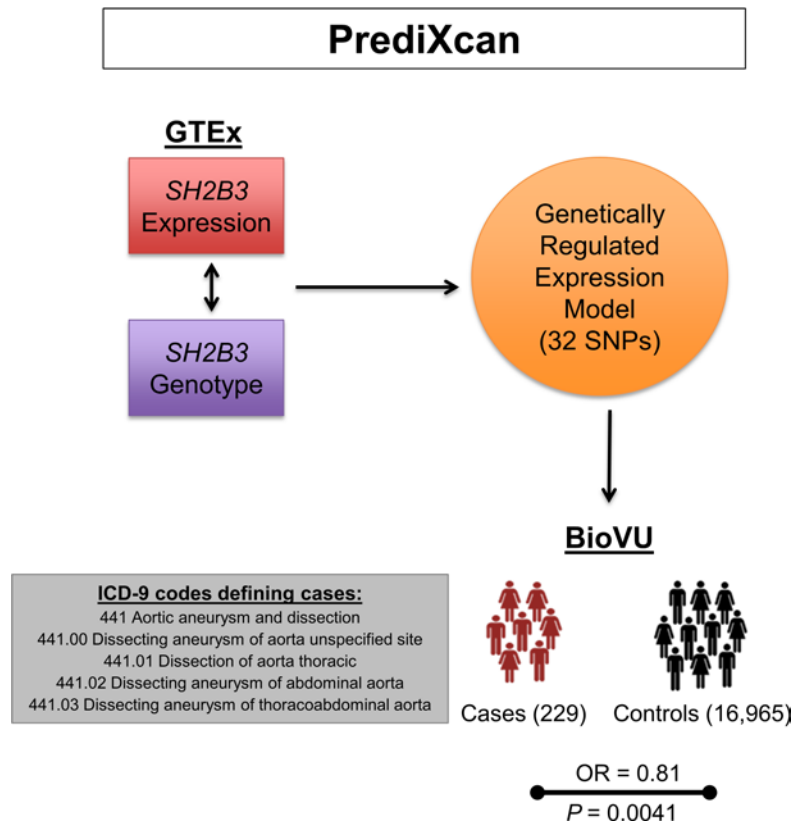 PrediXcan
GTEx
SH2B3
Expression
SH2B3
Genotype
Genetically
Regulated
Expression
Model
(32 SNPs)
BioVU
ICD-9 codes defining cases:
441 Aortic aneurysm and dissection
441.00 Dissecting aneurysm of aorta unspecified site
441.01 Dissection of aorta thoracic
441.02 Dissecting aneurysm of abdominal aorta
441.03 Dissecting aneurysm of thoracoabdominal aorta
Cases (229)
Controls (16,965)
OR = 0.81
P = 0.0041